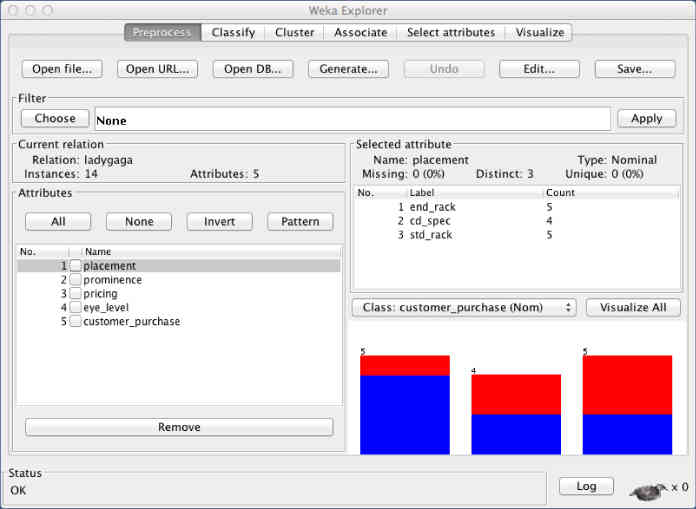 Weka Explorer
Preprocess Classify Cluster Associate Select attributes Visualize
Open file... Open URL... Open DB... Generate... Undo Edit... Save...
Filter
Choose None Apply
Current relation
Relation: ladygaga
Instances: 14 Attributes: 5
Selected attribute
Name: placement Type: Nominal
Missing: 0 (0%) Distinct: 3 Unique: 0 (0%)
No. Label Count
1 end_rack 5
2 cd_spec 4
3 std_rack 5
Attributes
All None Invert Pattern
No. Name
1 placement
2 prominence
3 pricing
4 eye_level
5 customer_purchase
Remove
Class: customer_purchase (Nom) Visualize All
5 4 5
Status
OK
Log x 0